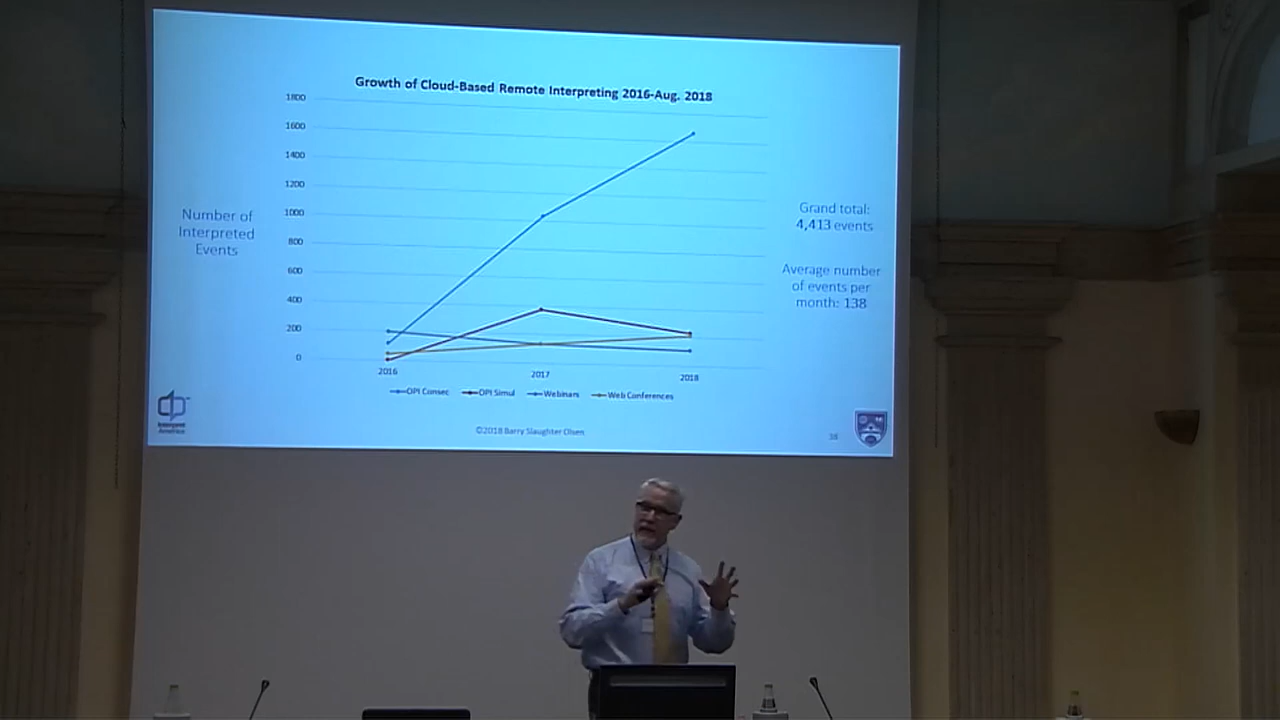 Growth of Cloud-Based Remote Interpreting 2016-Aug. 2018
1800
1600
1400
1200
1000
800
600
400
200
0
Number of
Interpreted
Events
2016
2017
2018
OPI Consec
OPI Simul
Webinars
Web Conferences
Grand total:
4,413 events
Average number
of events per
month: 138
©2018 Barry Slaughter Olsen
38
Interpret
America